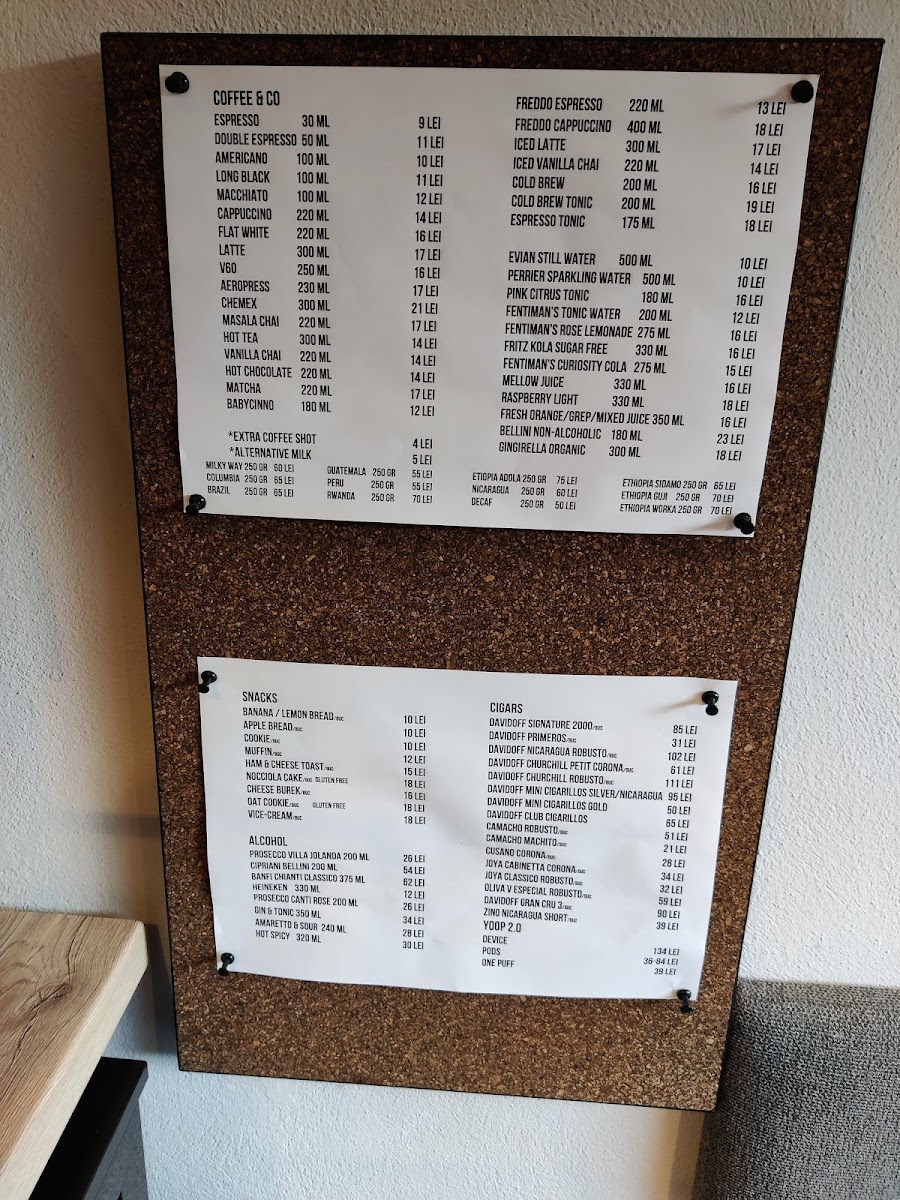 COFFEE & CO
ESPRESSO 30 ML 9 LEI
DOUBLE ESPRESSO 50 ML 11 LEI
AMERICANO 100 ML 10 LEI
LONG BLACK 100 ML 11 LEI
MACCHIATO 100 ML 12 LEI
CAPPUCCINO 220 ML 14 LEI
FLAT WHITE 220 ML 16 LEI
LATTE 300 ML 17 LEI
V60 250 ML 16 LEI
AEROPRESS 230 ML 17 LEI
CHEMEX 300 ML 21 LEI
MASALA CHAI 220 ML 17 LEI
HOT TEA 300 ML 14 LEI
VANILLA CHAI 220 ML 14 LEI
HOT CHOCOLATE 220 ML 14 LEI
MATCHA 220 ML 17 LEI
BABYCINNO 180 ML 12 LEI
*EXTRA COFFEE SHOT 4 LEI
*ALTERNATIVE MILK 5 LEI
FREDDO ESPRESSO 220 ML 13 LEI
FREDDO CAPPUCCINO 400 ML 18 LEI
ICED LATTE 300 ML 17 LEI
ICED VANILLA CHAI 220 ML 14 LEI
COLD BREW 200 ML 16 LEI
COLD BREW TONIC 200 ML 19 LEI
ESPRESSO TONIC 175 ML 18 LEI
EVIAN STILL WATER 500 ML 10 LEI
PERRIER SPARKLING WATER 500 ML 10 LEI
PINK CITRUS TONIC 180 ML 16 LEI
FENTIMAN'S TONIC WATER 200 ML 12 LEI
FENTIMAN'S ROSE LEMONADE 275 ML 16 LEI
FRITZ KOLA SUGAR FREE 330 ML 16 LEI
FENTIMAN'S CURIOSITY COLA 275 ML 15 LEI
MELLOW JUICE 330 ML 16 LEI
RASPBERRY LIGHT 330 ML 18 LEI
FRESH ORANGE/GREP/MIXED JUICE 350 ML 16 LEI
BELLINI NON-ALCOHOLIC 180 ML 23 LEI
GINGIRELLA ORGANIC 300 ML 18 LEI
MILKY WAY 250 GR 60 LEI
COLUMBIA 250 GR 65 LEI
BRAZIL 250 GR 65 LEI
GUATEMALA 250 GR 55 LEI
PERU 250 GR 55 LEI
RWANDA 250 GR 70 LEI
ETIOPIA ADOLA 250 GR 75 LEI
NICARAGUA 250 GR 60 LEI
DECAF 250 GR 50 LEI
ETHIOPIA SIDAMO 250 GR 65 LEI
ETHIOPIA GUJI 250 GR 70 LEI
ETHIOPIA WORKA 250 GR 70 LEI
SNACKS
BANANA / LEMON BREAD/BUC 10 LEI
APPLE BREAD/BUC 10 LEI
COOKIE/BUC 10 LEI
MUFFIN/BUC 12 LEI
HAM & CHEESE TOAST/BUC 15 LEI
NOCCIOLA CAKE/BUC GLUTEN FREE 18 LEI
CHEESE BUREK/BUC 16 LEI
OAT COOKIE/BUC GLUTEN FREE 18 LEI
VICE-CREAM/BUC 18 LEI
ALCOHOL
PROSECCO VILLA JOLANDA 200 ML 26 LEI
CIPRIANI BELLINI 200 ML 54 LEI
BANFI CHIANTI CLASSICO 375 ML 62 LEI
HEINEKEN 330 ML 12 LEI
PROSECCO CANTI ROSE 200 ML 26 LEI
GIN & TONIC 350 ML 34 LEI
AMARETTO & SOUR 240 ML 28 LEI
HOT SPICY 320 ML 30 LEI
CIGARS
DAVIDOFF SIGNATURE 2000/BUC 85 LEI
DAVIDOFF PRIMEROS/BUC 31 LEI
DAVIDOFF NICARAGUA ROBUSTO/BUC 102 LEI
DAVIDOFF CHURCHILL PETIT CORONA/BUC 61 LEI
DAVIDOFF CHURCHILL ROBUSTO/BUC 111 LEI
DAVIDOFF MINI CIGARILLOS SILVER/NICARAGUA 95 LEI
DAVIDOFF MINI CIGARILLOS GOLD 50 LEI
DAVIDOFF CLUB CIGARILLOS 65 LEI
CAMACHO ROBUSTO/BUC 51 LEI
CAMACHO MACHITO/BUC 21 LEI
CUSANO CORONA/BUC 28 LEI
JOYA CABINETTA CORONA/BUC 34 LEI
JOYA CLASSICO ROBUSTO/BUC 32 LEI
OLIVA V ESPECIAL ROBUSTO/BUC 59 LEI
DAVIDOFF GRAN CRU 3/BUC 90 LEI
ZINO NICARAGUA SHORT/BUC 39 LEI
YOOP 2.0
DEVICE 134 LEI
PODS 36-84 LEI
ONE PUFF 39 LEI